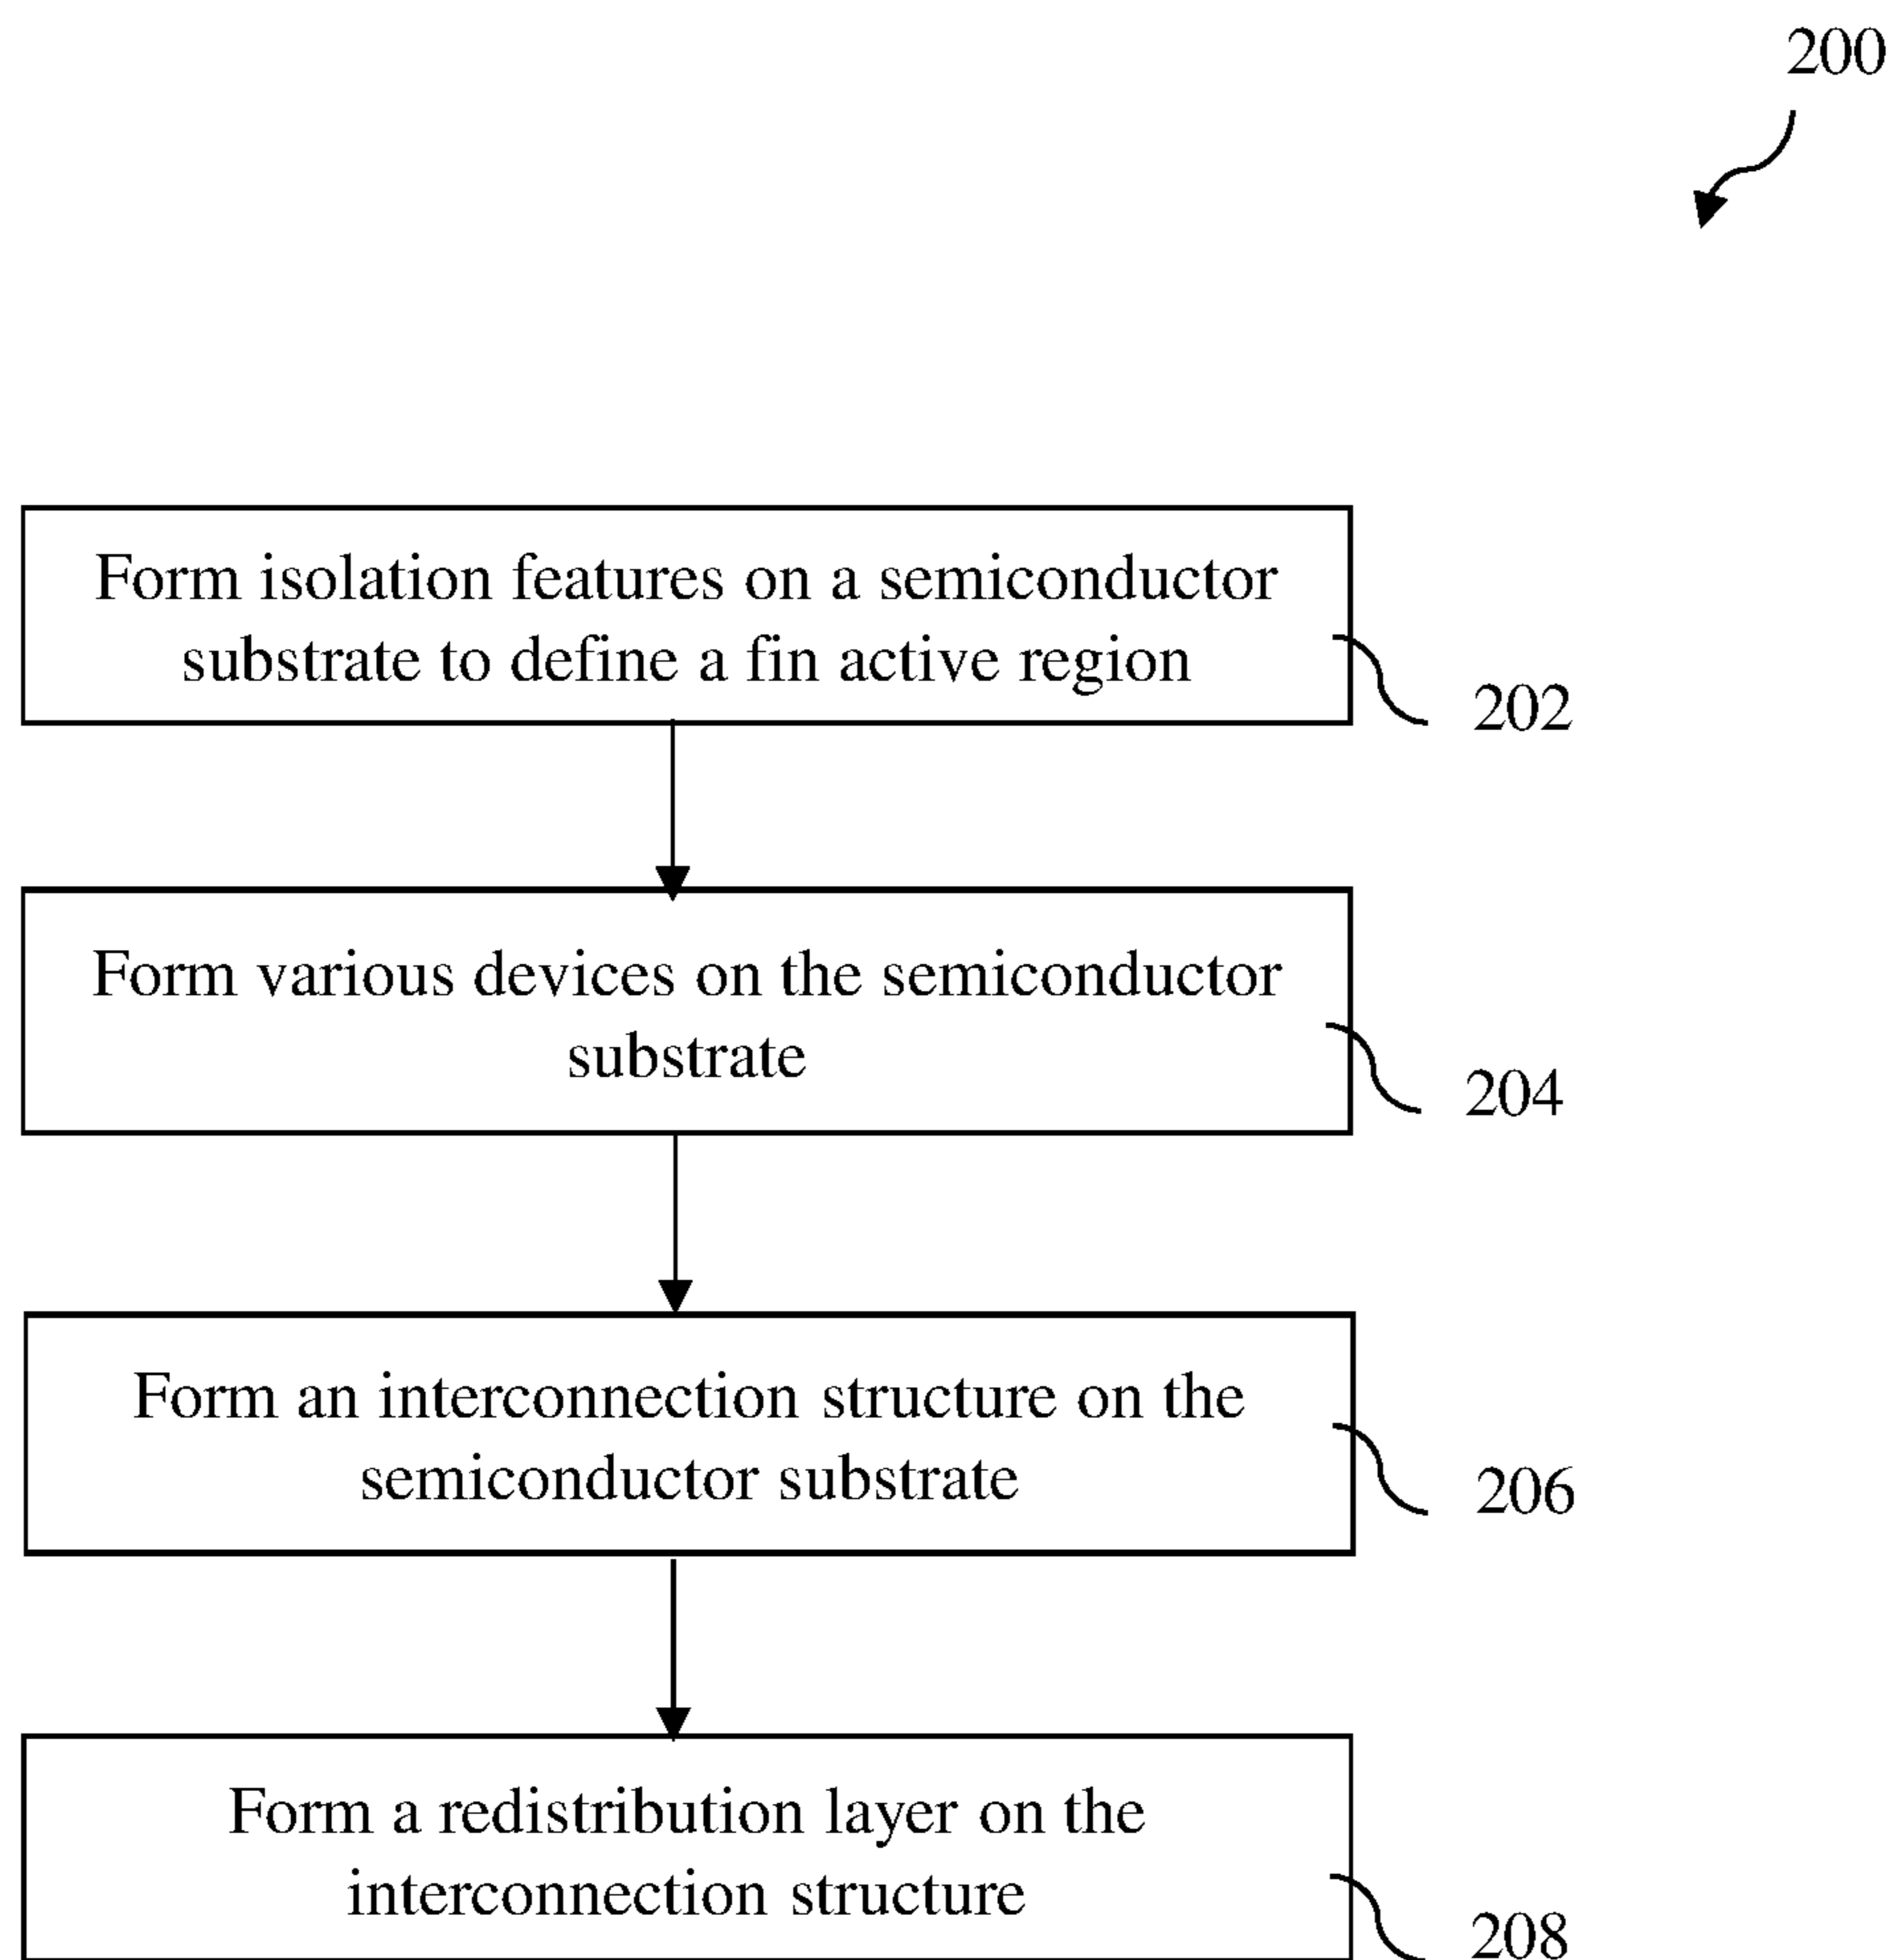 200
Form isolation features on a semiconductor
substrate to define a fin active region
202
Form various devices on the semiconductor
substrate
204
Form an interconnection structure on the
semiconductor substrate
206
Form a redistribution layer on the
interconnection structure
208